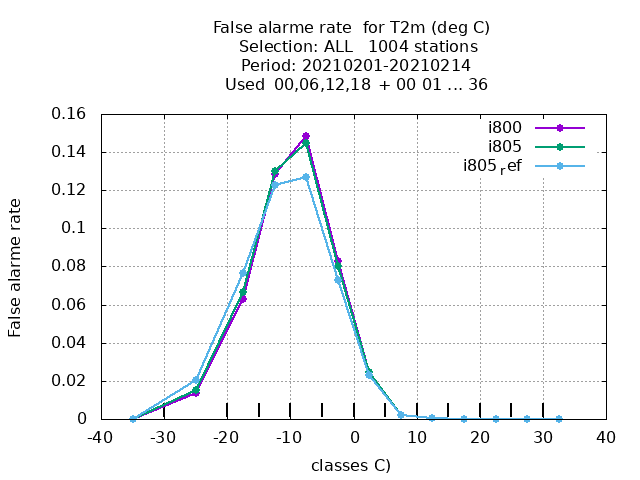 False alarme rate  for T2m (deg C)
Selection: ALL   1004 stations
Period: 20210201-20210214
Used  00,06,12,18  + 00 01 ... 36
i800
i805
i805ref
False alarme rate
0.16
0.14
0.12
0.1
0.08
0.06
0.04
0.02
0
-40 -30 -20 -10 0 10 20 30 40
classes C)